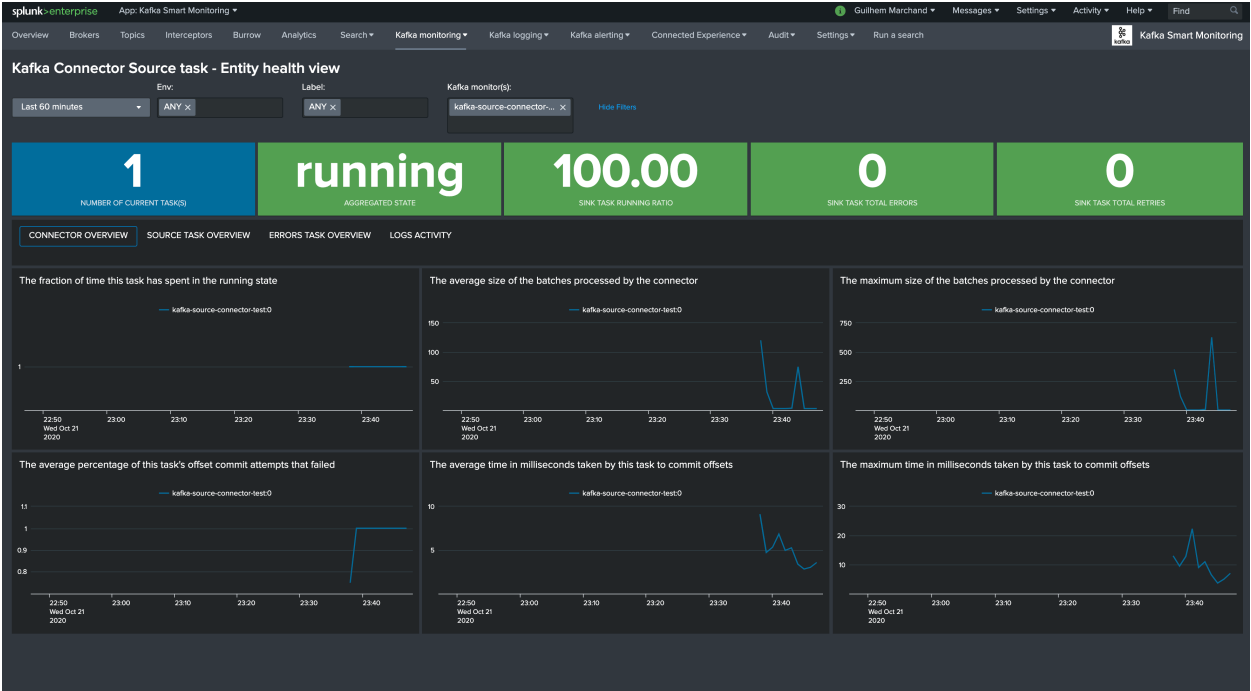 splunk>enterprise App: Kafka Smart Monitoring i Guilhem Marchand Messages Settings Activity Help Find
Overview Brokers Topics Interceptors Burrow Analytics Search Kafka monitoring Kafka logging Kafka alerting Connected Experience Audit Settings Run a search kafka Kafka Smart Monitoring
Kafka Connector Source task - Entity health view
Env: Label: Kafka monitor(s):
Last 60 minutes ANY × ANY × kafka-source-connector-... × Hide Filters
1 running 100.00 0 0
NUMBER OF CURRENT TASK(S) AGGREGATED STATE SINK TASK RUNNING RATIO SINK TASK TOTAL ERRORS SINK TASK TOTAL RETRIES
CONNECTOR OVERVIEW SOURCE TASK OVERVIEW ERRORS TASK OVERVIEW LOGS ACTIVITY
The fraction of time this task has spent in the running state
kafka-source-connector-test:0
1
22:50 23:00 23:10 23:20 23:30 23:40
Wed Oct 21
2020
The average size of the batches processed by the connector
kafka-source-connector-test:0
150
100
50
22:50 23:00 23:10 23:20 23:30 23:40
Wed Oct 21
2020
The maximum size of the batches processed by the connector
kafka-source-connector-test:0
750
500
250
22:50 23:00 23:10 23:20 23:30 23:40
Wed Oct 21
2020
The average percentage of this task's offset commit attempts that failed
kafka-source-connector-test:0
1.1
1
0.9
0.8
22:50 23:00 23:10 23:20 23:30 23:40
Wed Oct 21
2020
The average time in milliseconds taken by this task to commit offsets
kafka-source-connector-test:0
10
5
22:50 23:00 23:10 23:20 23:30 23:40
Wed Oct 21
2020
The maximum time in milliseconds taken by this task to commit offsets
kafka-source-connector-test:0
30
20
10
22:50 23:00 23:10 23:20 23:30 23:40
Wed Oct 21
2020